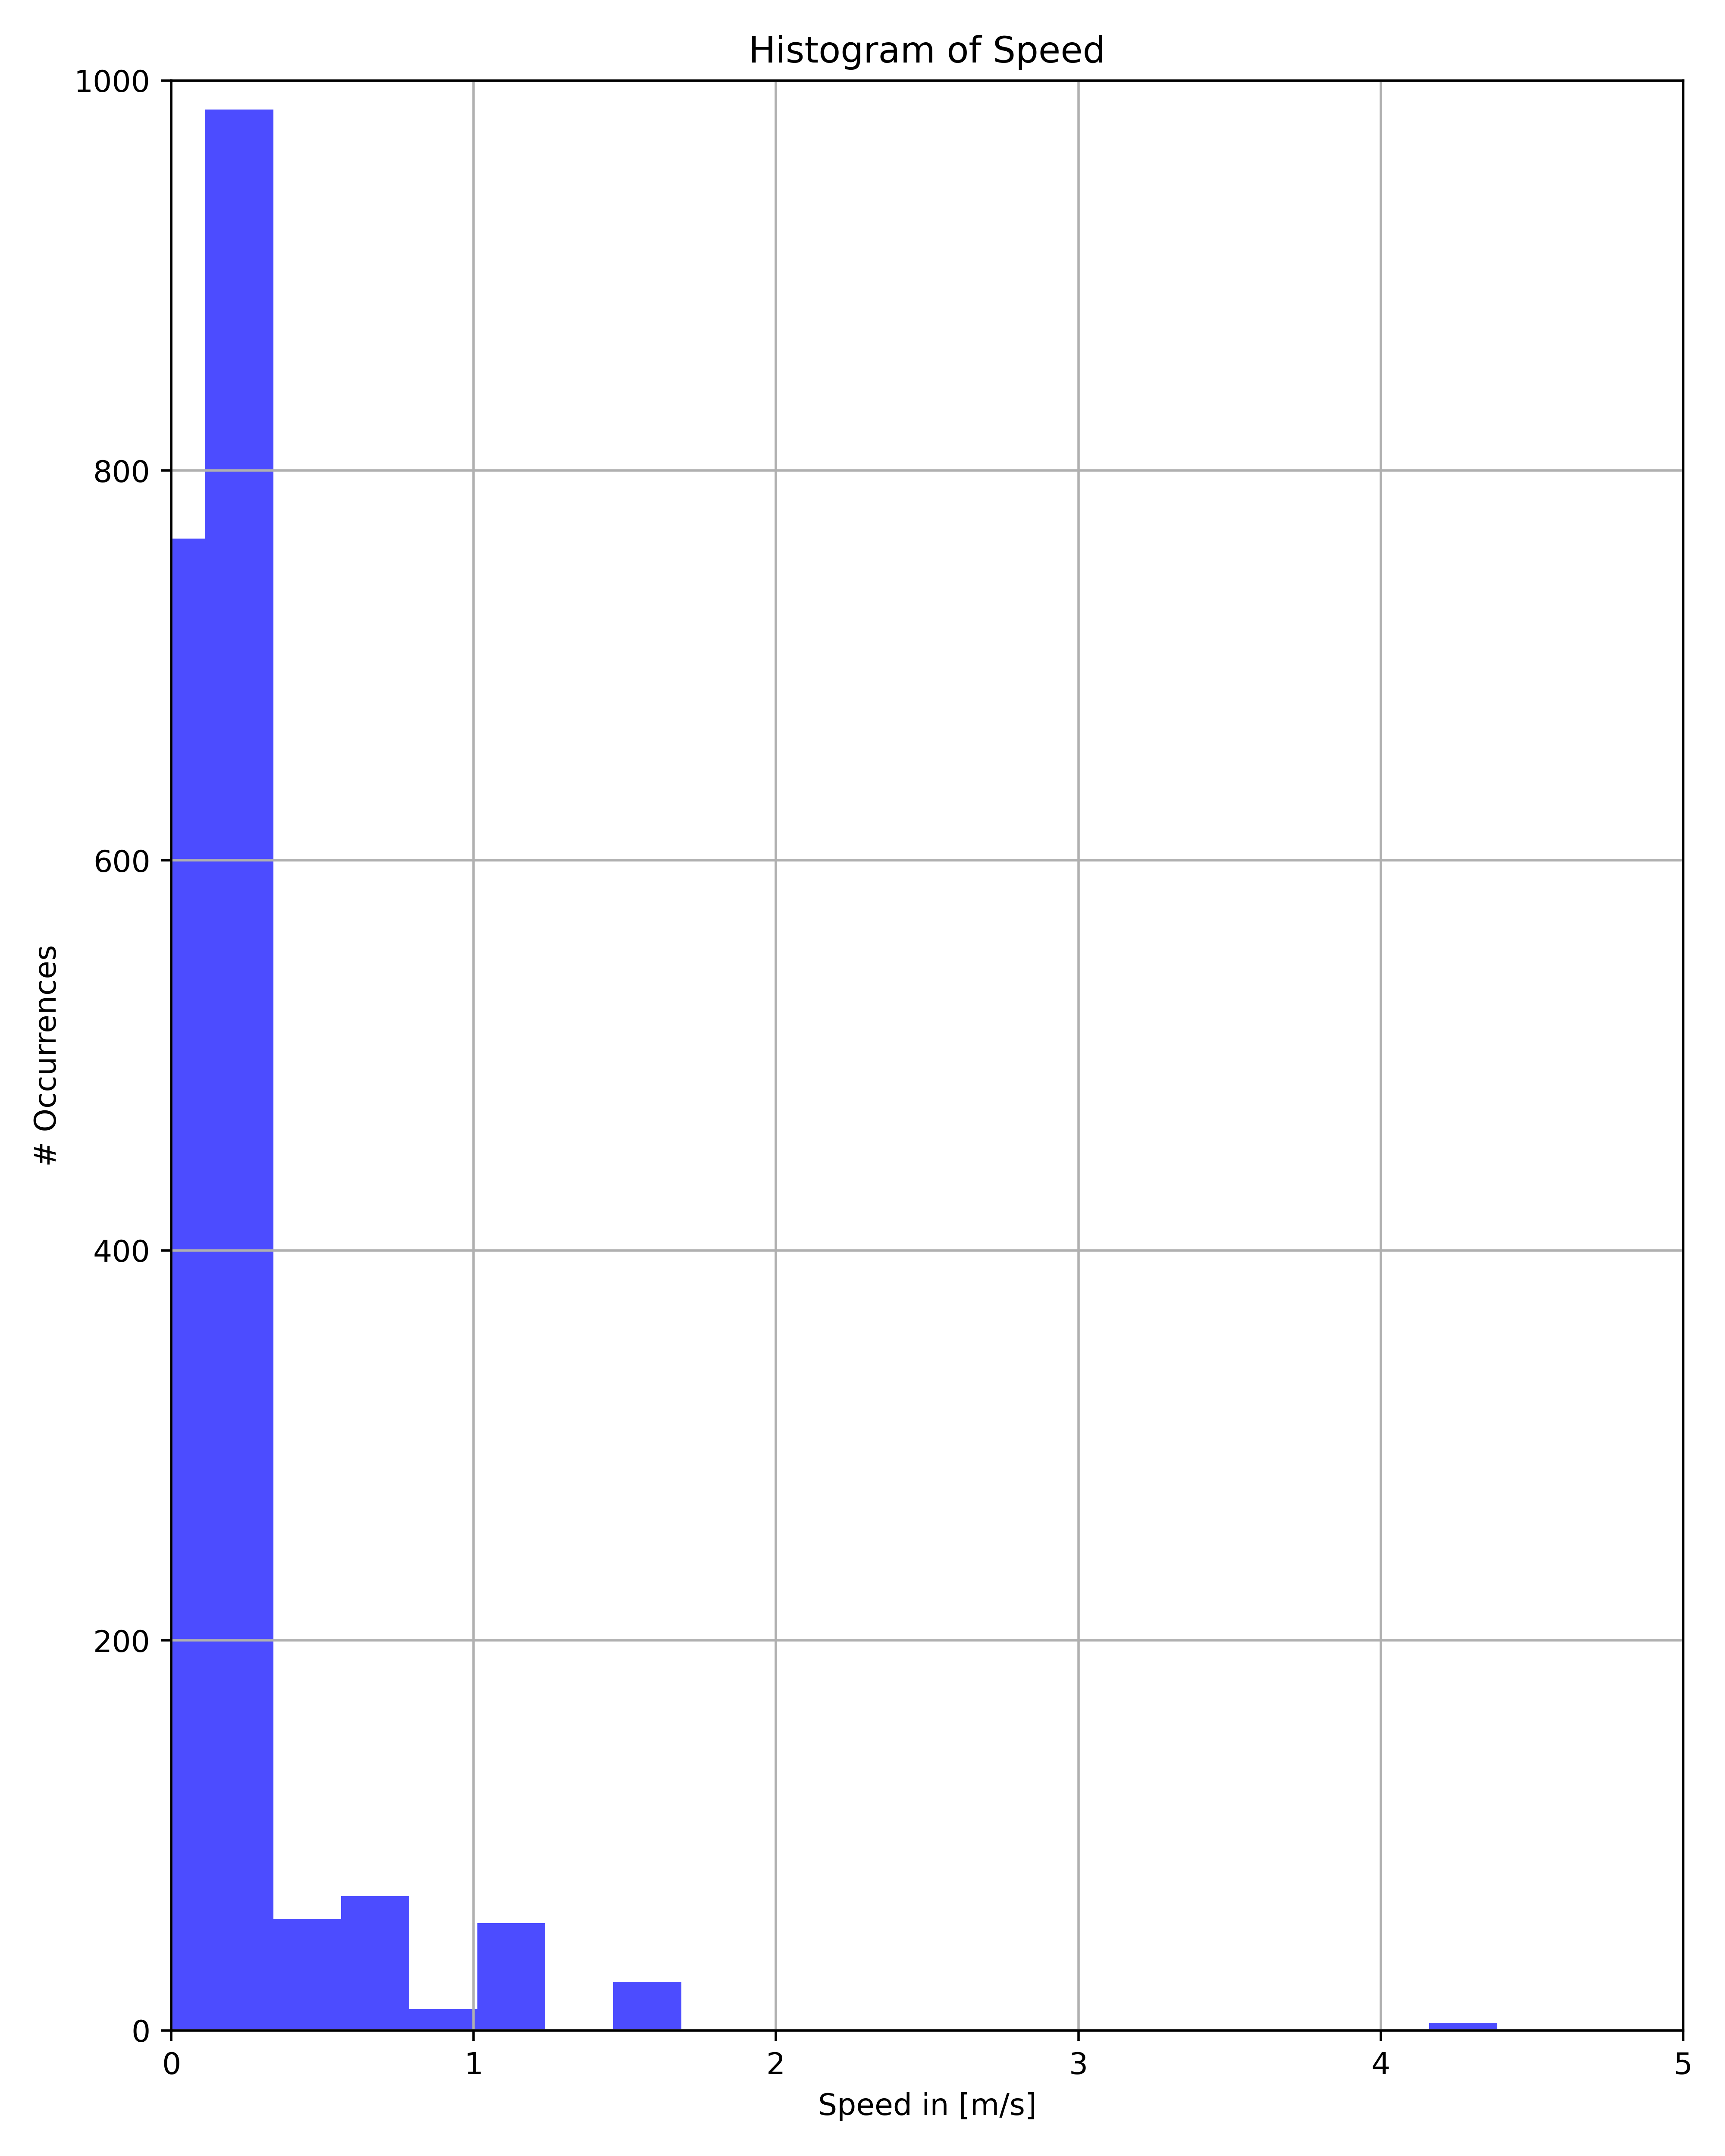 Histogram of Speed
1000
800
600
400
200
0
# Occurrences
0 1 2 3 4 5
Speed in [m/s]